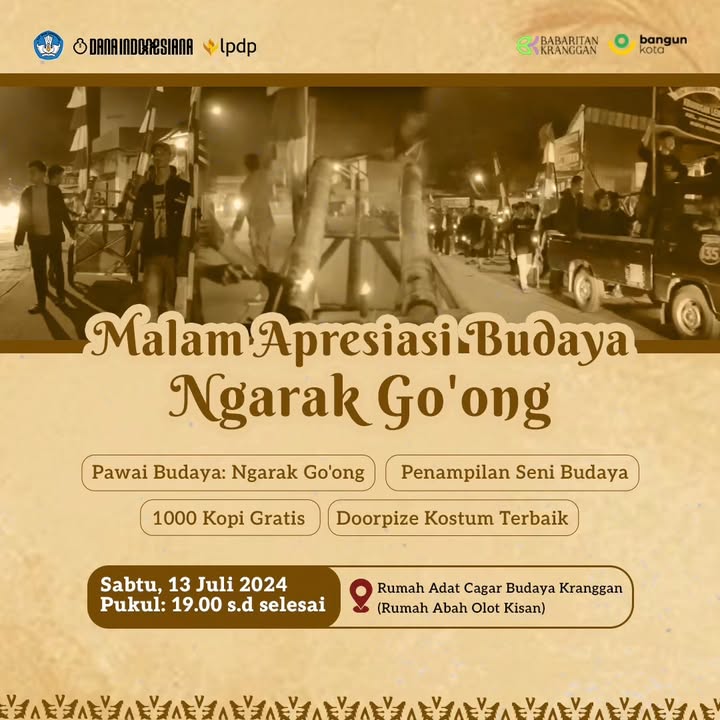 DANA INDONESIANA
lpdp
BABARITAN
KRANGGAN
bangun
kota
Malam Apresiasi Budaya
Ngarak Go'ong
Pawai Budaya: Ngarak Go'ong
Penampilan Seni Budaya
1000 Kopi Gratis
Doorpize Kostum Terbaik
Sabtu, 13 Juli 2024
Pukul: 19.00 s.d selesai
Rumah Adat Cagar Budaya Kranggan
(Rumah Abah Olot Kisan)